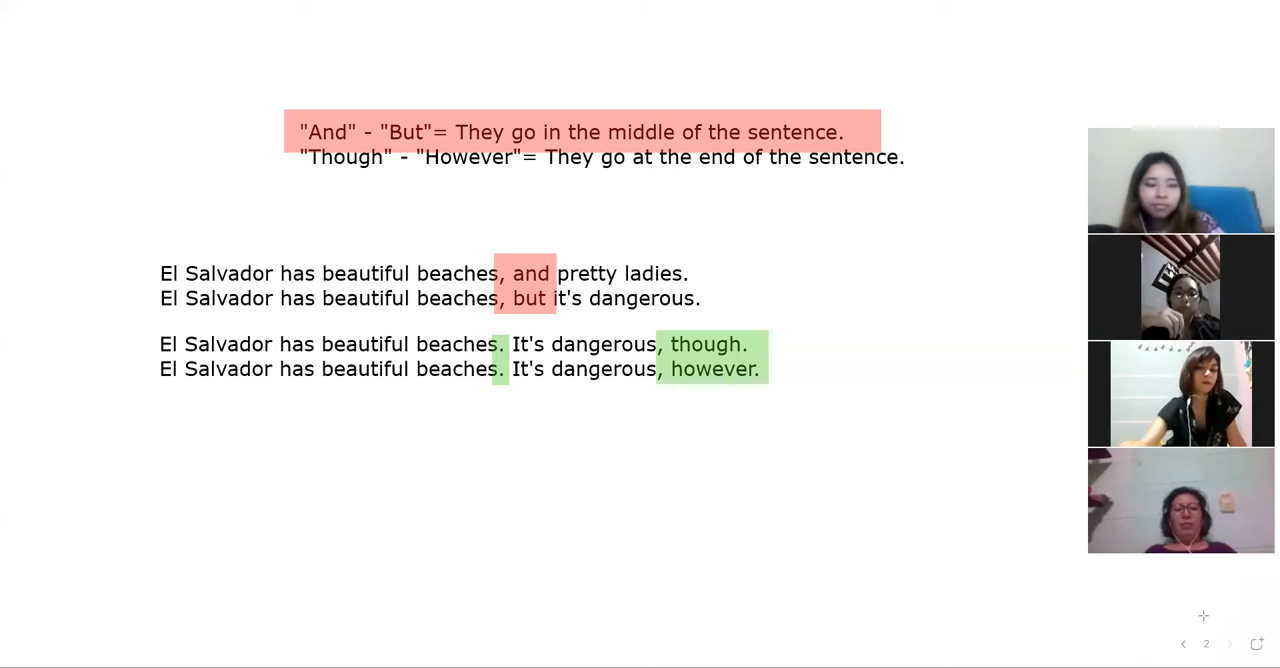 "And" - "But"= They go in the middle of the sentence.
"Though" - "However"= They go at the end of the sentence.
El Salvador has beautiful beaches, and pretty ladies.
El Salvador has beautiful beaches, but it's dangerous.
El Salvador has beautiful beaches. It's dangerous, though.
El Salvador has beautiful beaches. It's dangerous, however.
2